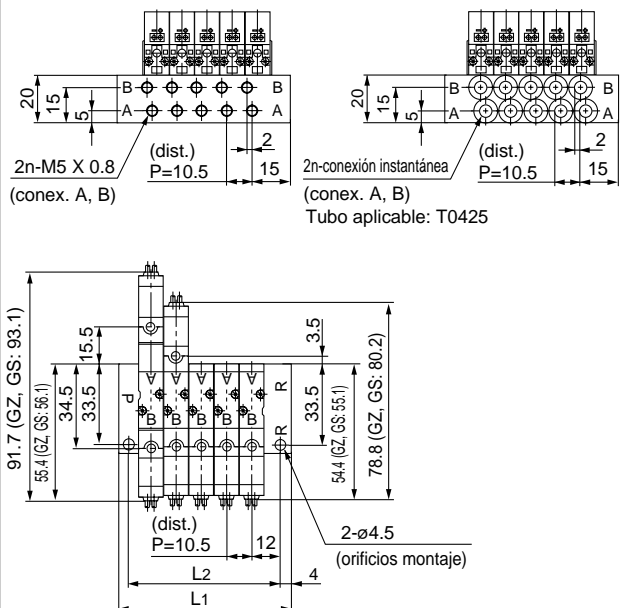 B B
A A
20
15
5
2
15
(dist.)
P=10.5
2n-M5 X 0.8
(conex. A, B)
B
A
20
15
5
2
15
(dist.)
P=10.5
2n-conexión instantánea
(conex. A, B)
Tubo aplicable: T0425
91.7 (GZ, GS: 93.1)
55.4 (GZ, GS: 56.1)
34.5
33.5
15.5
3.5
33.5
54.4 (GZ, GS: 55.1)
78.8 (GZ, GS: 80.2)
P
A A A A A
B B B B B
R
R
(dist.)
P=10.5
12
2-ø4.5
(orificios montaje)
L2
4
L1